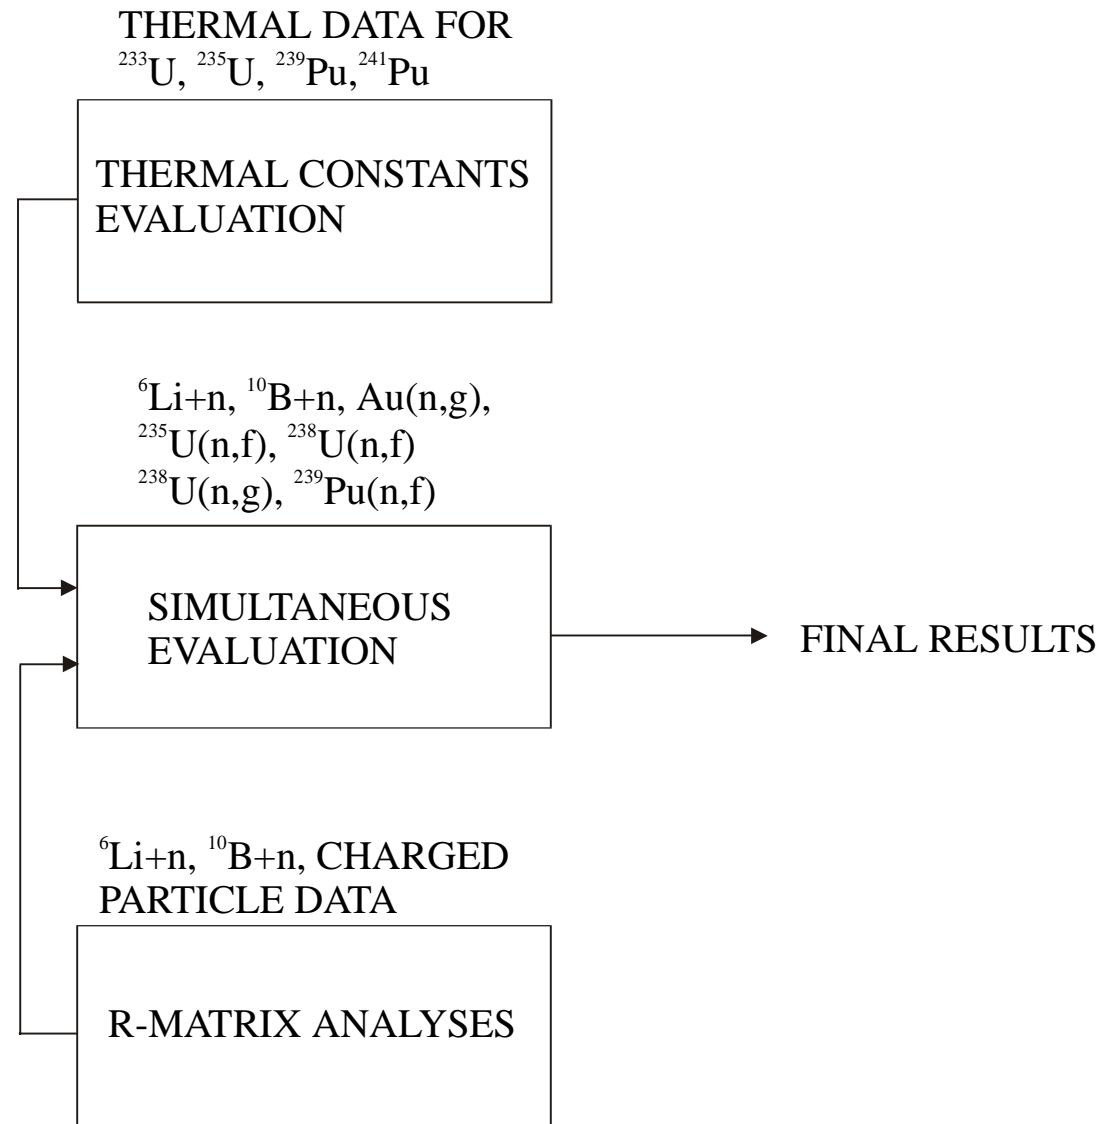 THERMAL DATA FOR
²³³U, ²³⁵U, ²³⁹Pu,²⁴¹Pu
THERMAL CONSTANTS
EVALUATION
⁶Li+n, ¹⁰B+n, Au(n,g),
²³⁵U(n,f), ²³⁸U(n,f)
²³⁸U(n,g), ²³⁹Pu(n,f)
SIMULTANEOUS
EVALUATION
FINAL RESULTS
⁶Li+n, ¹⁰B+n, CHARGED
PARTICLE DATA
R-MATRIX ANALYSES